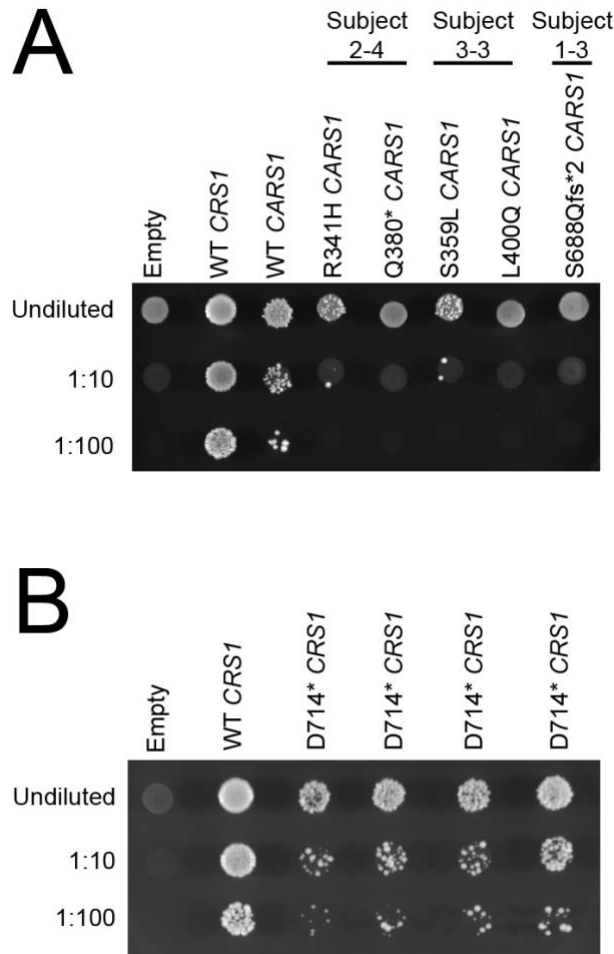 A
Subject Subject Subject
2-4 3-3 1-3
Empty
WT CRS1
WT CARS1
R341H CARS1
Q380* CARS1
S359L CARS1
L400Q CARS1
S688Qfs*2 CARS1
Undiluted
1:10
1:100
B
Empty
WT CRS1
D714* CRS1
D714* CRS1
D714* CRS1
D714* CRS1
Undiluted
1:10
1:100